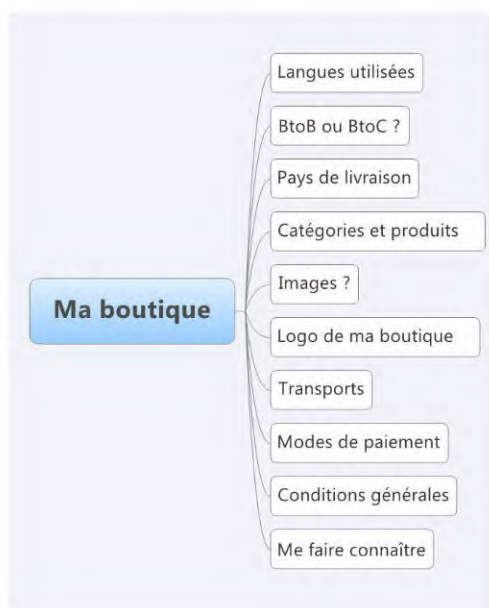 Ma boutique
Langues utilisées
BtoB ou BtoC ?
Pays de livraison
Catégories et produits
Images ?
Logo de ma boutique
Transports
Modes de paiement
Conditions générales
Me faire connaître